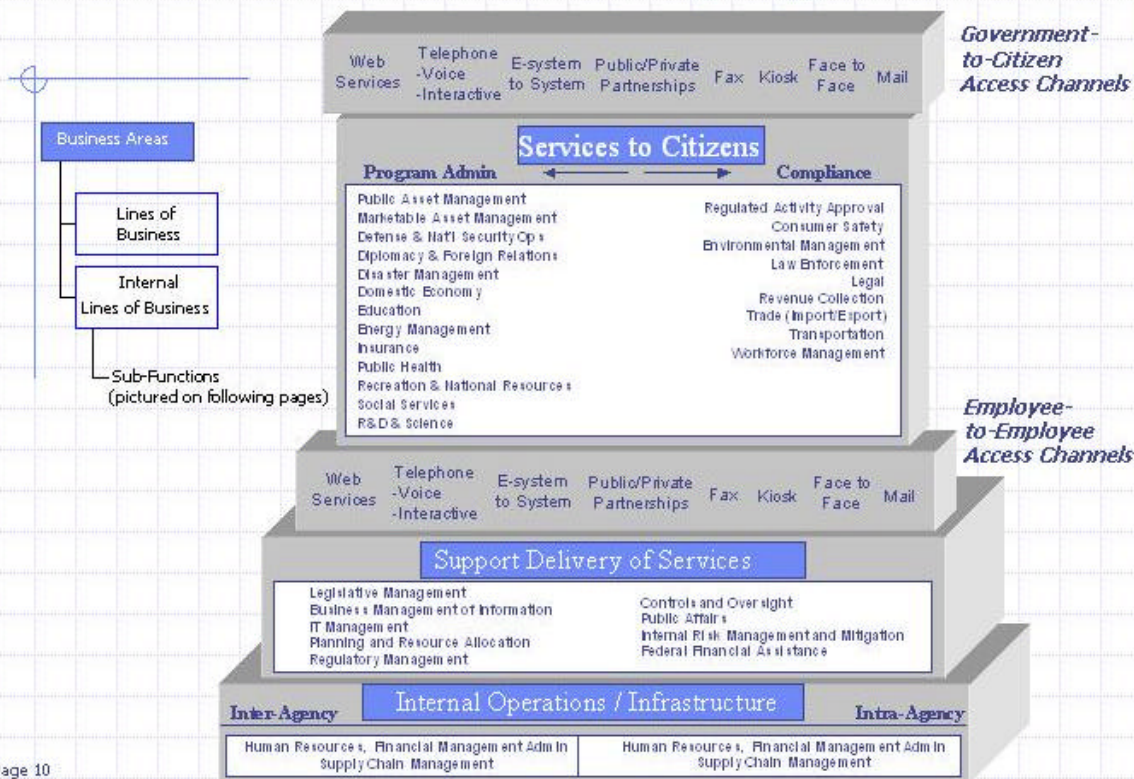 Government-
to-Citizen
Access Channels
Web
Services
Telephone
-Voice
-Interactive
E-system
to System
Public/Private
Partnerships
Fax
Kiosk
Face to
Face
Mail
Business Areas
Lines of
Business
Internal
Lines of Business
Sub-Functions
(pictured on following pages)
Services to Citizens
Program Admin
Compliance
Public Asset Management
Marketable Asset Management
Defense & Nat'l Security Ops
Diplomacy & Foreign Relations
Disaster Management
Domestic Economy
Education
Energy Management
Insurance
Public Health
Recreation & National Resources
Social Services
R&D & Science
Regulated Activity Approval
Consumer Safety
Environmental Management
Law Enforcement
Legal
Revenue Collection
Trade (Import/Export)
Transportation
Workforce Management
Employee-
to-Employee
Access Channels
Web
Services
Telephone
-Voice
-Interactive
E-system
to System
Public/Private
Partnerships
Fax
Kiosk
Face to
Face
Mail
Support Delivery of Services
Legislative Management
Business Management of Information
IT Management
Planning and Resource Allocation
Regulatory Management
Controls and Oversight
Public Affairs
Internal Risk Management and Mitigation
Federal Financial Assistance
Internal Operations / Infrastructure
Inter-Agency
Intra-Agency
Human Resources, Financial Management Admin
Supply Chain Management
Human Resources, Financial Management Admin
Supply Chain Management
age 10